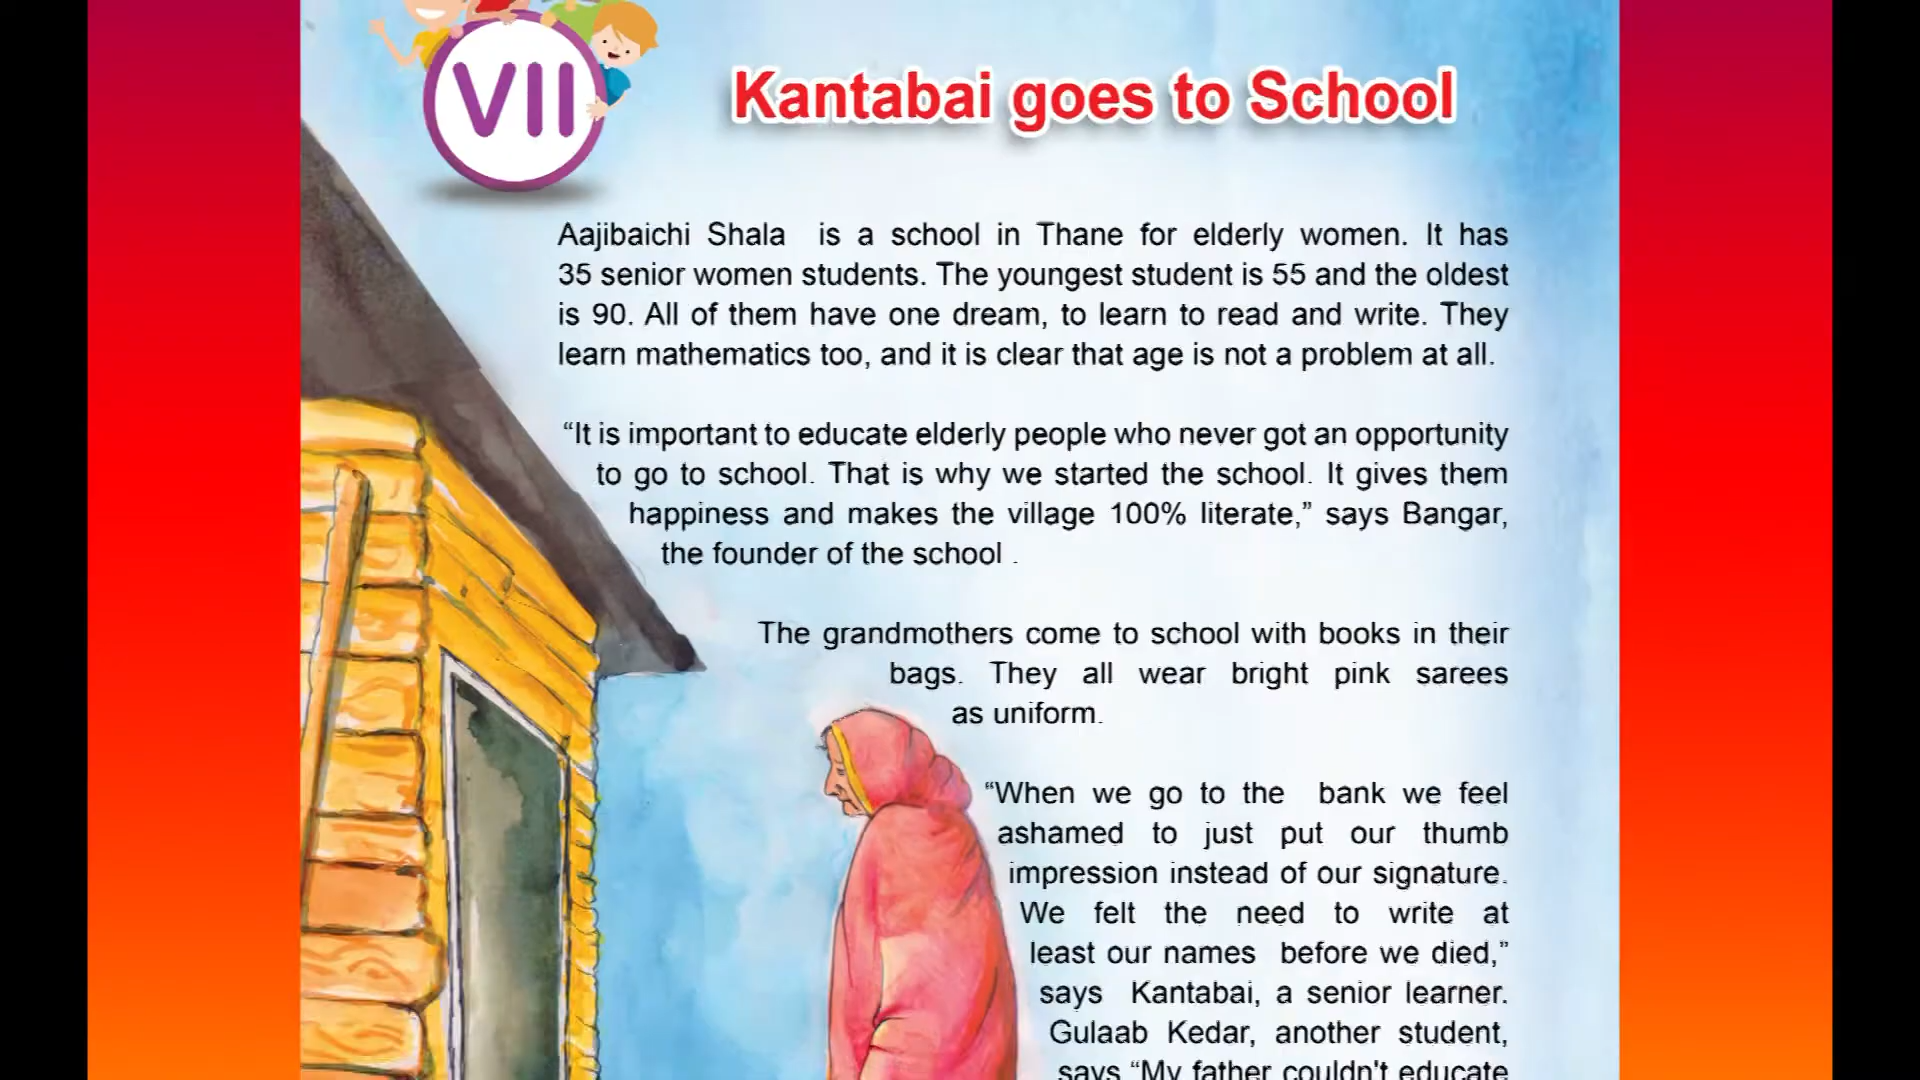 VII
Kantabai goes to School
Aajibaichi Shala is a school in Thane for elderly women. It has
35 senior women students. The youngest student is 55 and the oldest
is 90. All of them have one dream, to learn to read and write. They
learn mathematics too, and it is clear that age is not a problem at all.
“It is important to educate elderly people who never got an opportunity
to go to school. That is why we started the school. It gives them
happiness and makes the village 100% literate,” says Bangar,
the founder of the school .
The grandmothers come to school with books in their
bags. They all wear bright pink sarees
as uniform.
“When we go to the bank we feel
ashamed to just put our thumb
impression instead of our signature.
We felt the need to write at
least our names before we died,”
says Kantabai, a senior learner.
Gulaab Kedar, another student,
says “My father couldn't educate